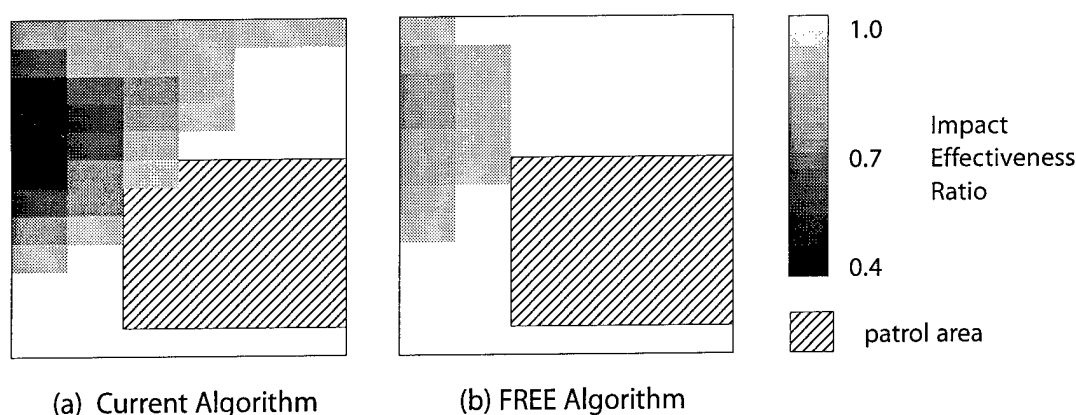 1.0
0.7
0.4
Impact
Effectiveness
Ratio
patrol area
(a) Current Algorithm
(b) FREE Algorithm